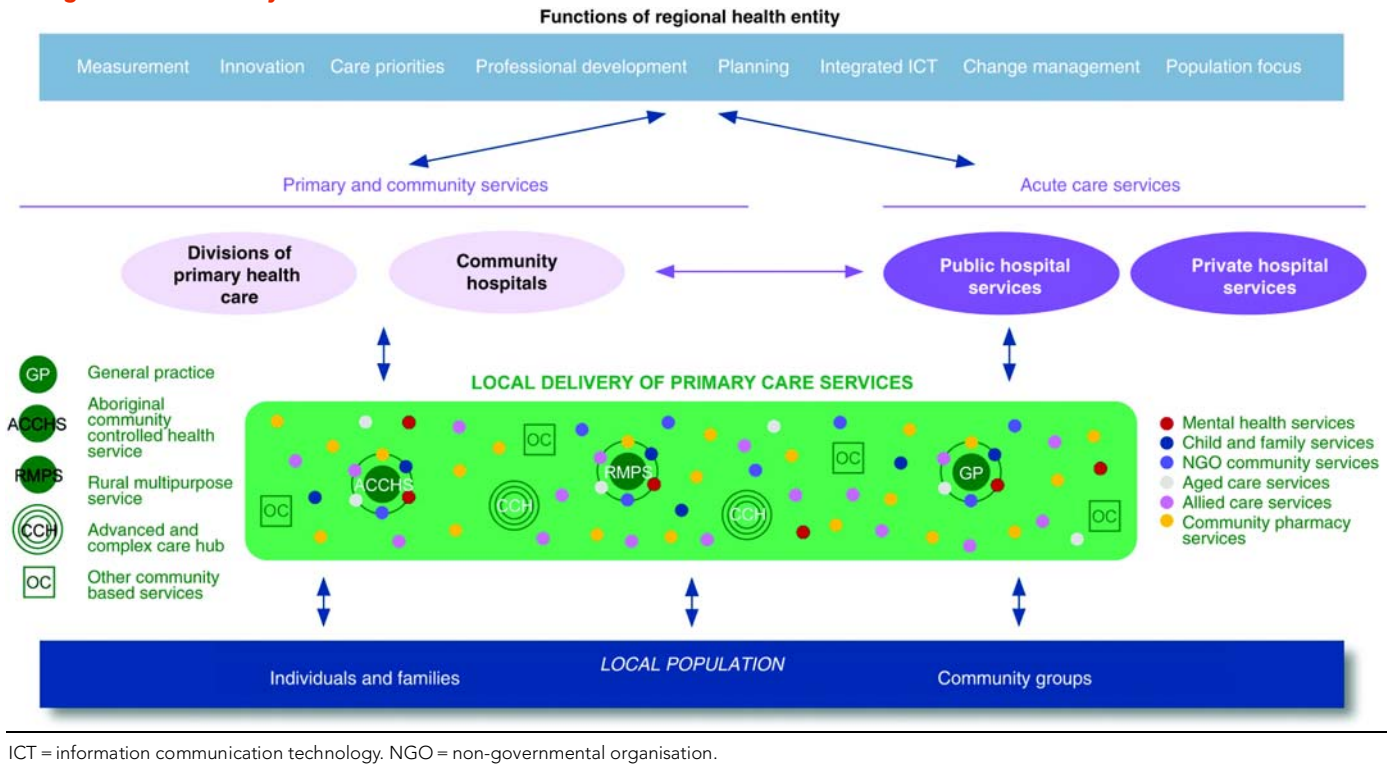 Functions of regional health entity
Measurement Innovation Care priorities Professional development Planning Integrated ICT Change management Population focus
Primary and community services
Acute care services
Divisions of
primary health
care
Community
hospitals
Public hospital
services
Private hospital
services
GP
General practice
ACCHS
Aboriginal
community
controlled health
service
RMPS
Rural multipurpose
service
CCH
Advanced and
complex care hub
OC
Other community
based services
LOCAL DELIVERY OF PRIMARY CARE SERVICES
OC
ACCHS
CCH
OC
RMPS
CCH
OC
GP
OC
Mental health services
Child and family services
NGO community services
Aged care services
Allied care services
Community pharmacy
services
LOCAL POPULATION
Individuals and families
Community groups
ICT = information communication technology. NGO = non-governmental organisation.